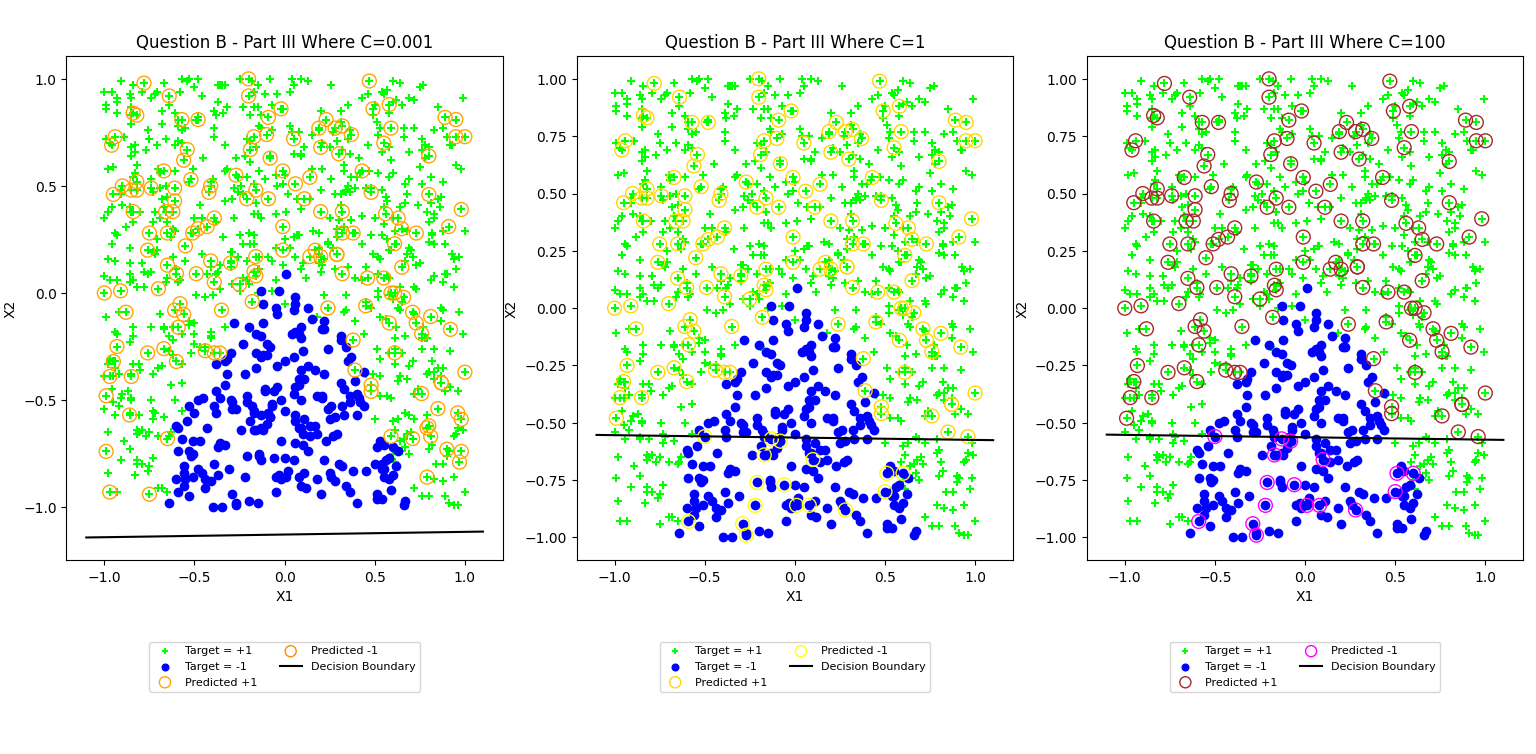 Question B - Part III Where C=0.001
1.0
0.5
0.0
−0.5
−1.0
X2
−1.0 −0.5 0.0 0.5 1.0
X1
Target = +1
Target = -1
Predicted +1
Predicted -1
Decision Boundary
Question B - Part III Where C=1
1.00
0.75
0.50
0.25
0.00
−0.25
−0.50
−0.75
−1.00
X2
−1.0 −0.5 0.0 0.5 1.0
X1
Target = +1
Target = -1
Predicted +1
Predicted -1
Decision Boundary
Question B - Part III Where C=100
1.00
0.75
0.50
0.25
0.00
−0.25
−0.50
−0.75
−1.00
X2
−1.0 −0.5 0.0 0.5 1.0
X1
Target = +1
Target = -1
Predicted +1
Predicted -1
Decision Boundary